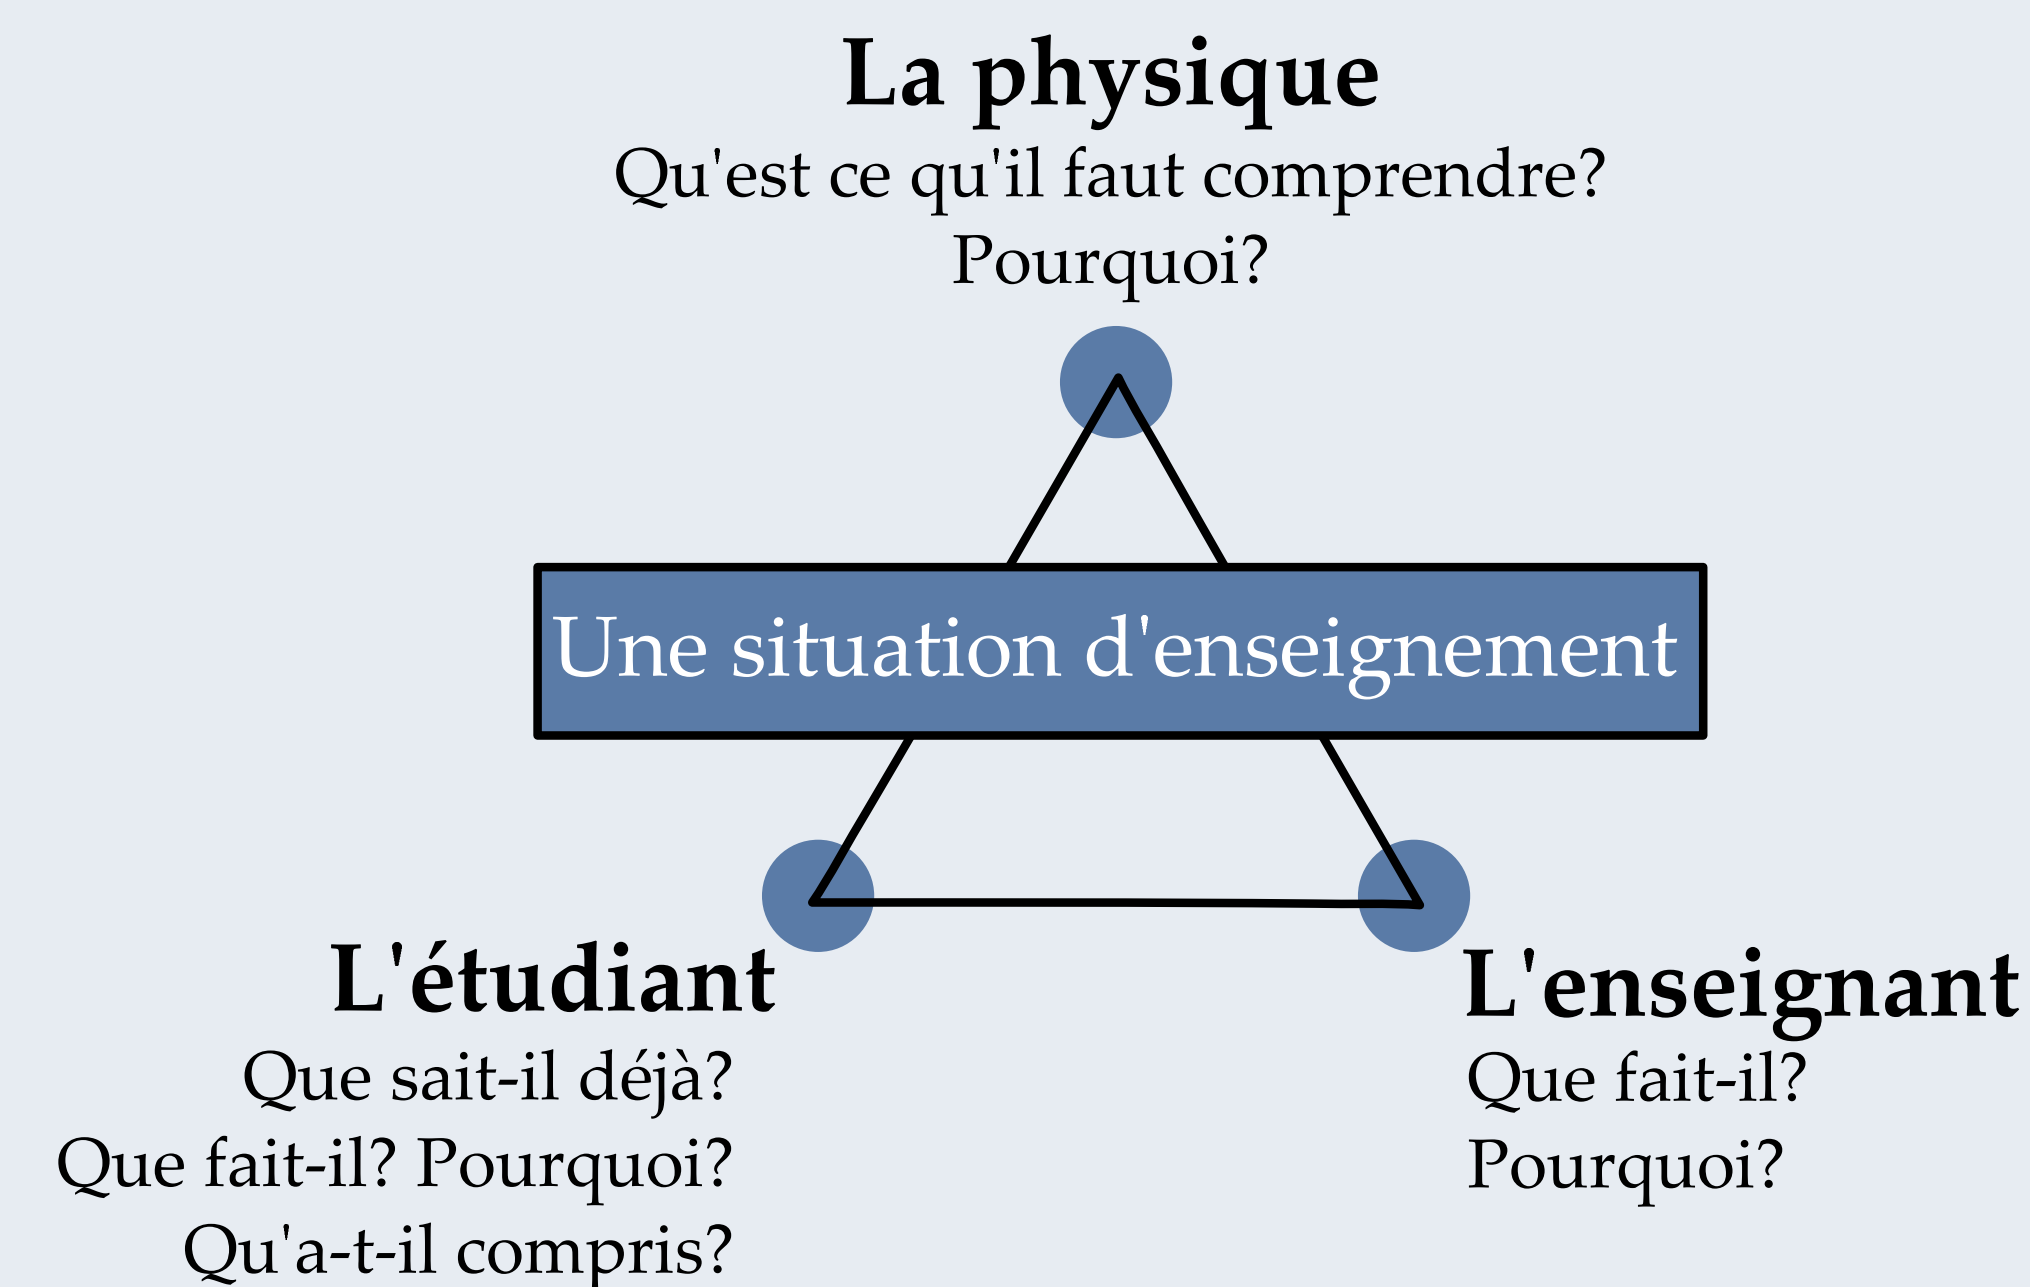 La physique
Qu'est ce qu'il faut comprendre?
Pourquoi?
Une situation d'enseignement
L'étudiant
Que sait-il déjà?
Que fait-il? Pourquoi?
Qu'a-t-il compris?
L'enseignant
Que fait-il?
Pourquoi?